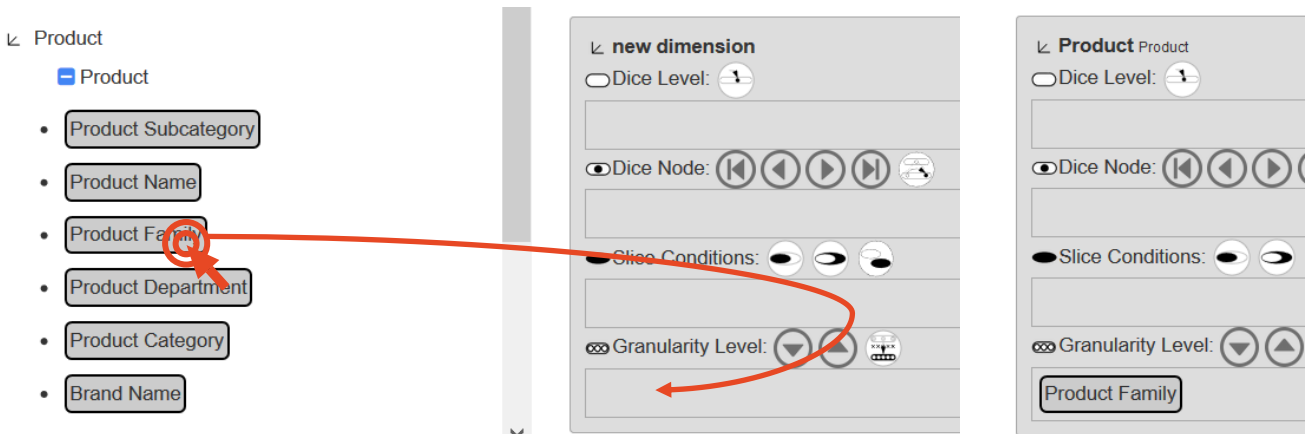 Product
Product
Product Subcategory
Product Name
Product Family
Product Department
Product Category
Brand Name
new dimension
Dice Level:
Dice Node:
Slice Conditions:
Granularity Level:
Product Product
Dice Level:
Dice Node:
Slice Conditions:
Granularity Level:
Product Family